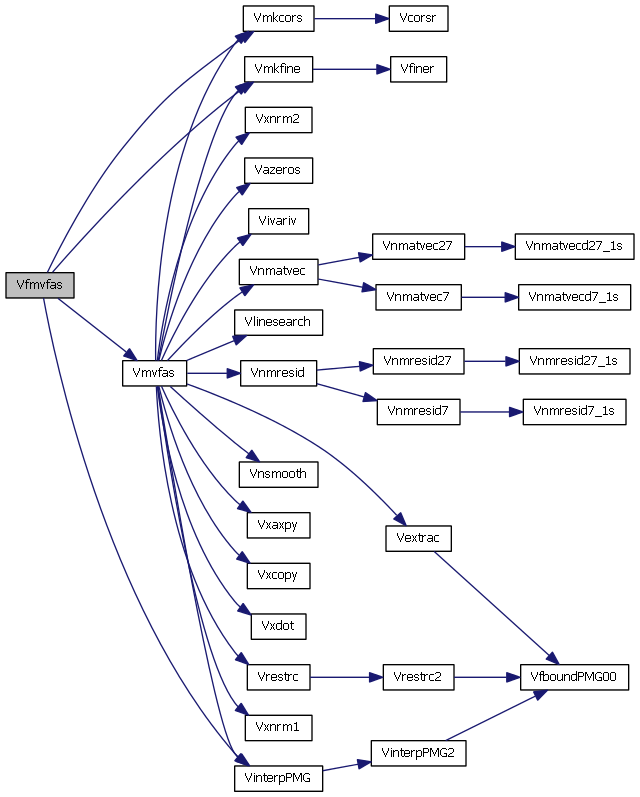 Vmkcors
Vcorsr
Vmkfine
Vfiner
Vxnrm2
Vazeros
Vivariv
Vnmatvec27
Vnmatvecd27_1s
Vnmatvec
Vfmvfas
Vnmatvec7
Vnmatvecd7_1s
Vlinesearch
Vmvfas
Vnmresid
Vnmresid27
Vnmresid27_1s
Vnmresid7
Vnmresid7_1s
Vnsmooth
Vxaxpy
Vextrac
Vxcopy
Vxdot
Vrestrc
Vrestrc2
VfboundPMG00
Vxnrm1
VinterpPMG2
VinterpPMG